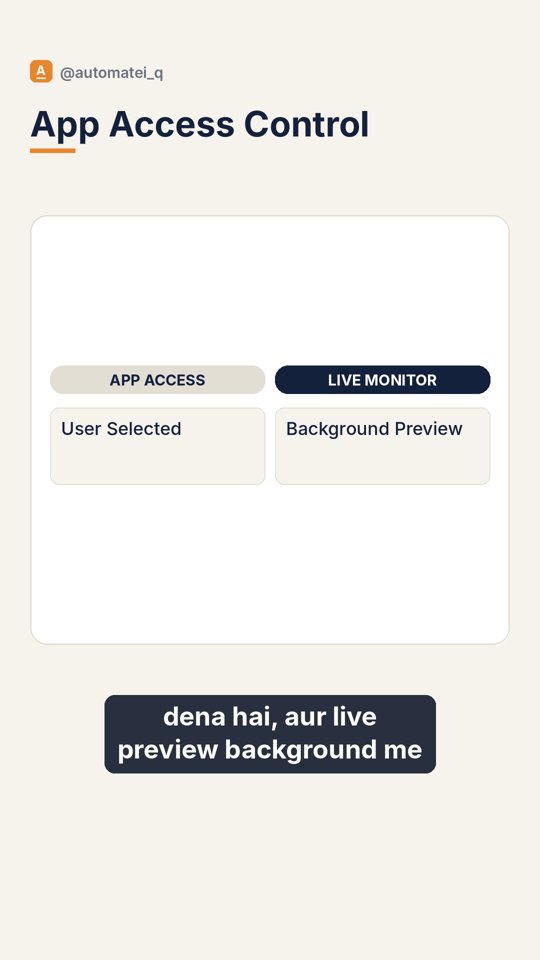 A
@automatei_q
App Access Control
APP ACCESS
LIVE MONITOR
User Selected
Background Preview
dena hai, aur live
preview background me